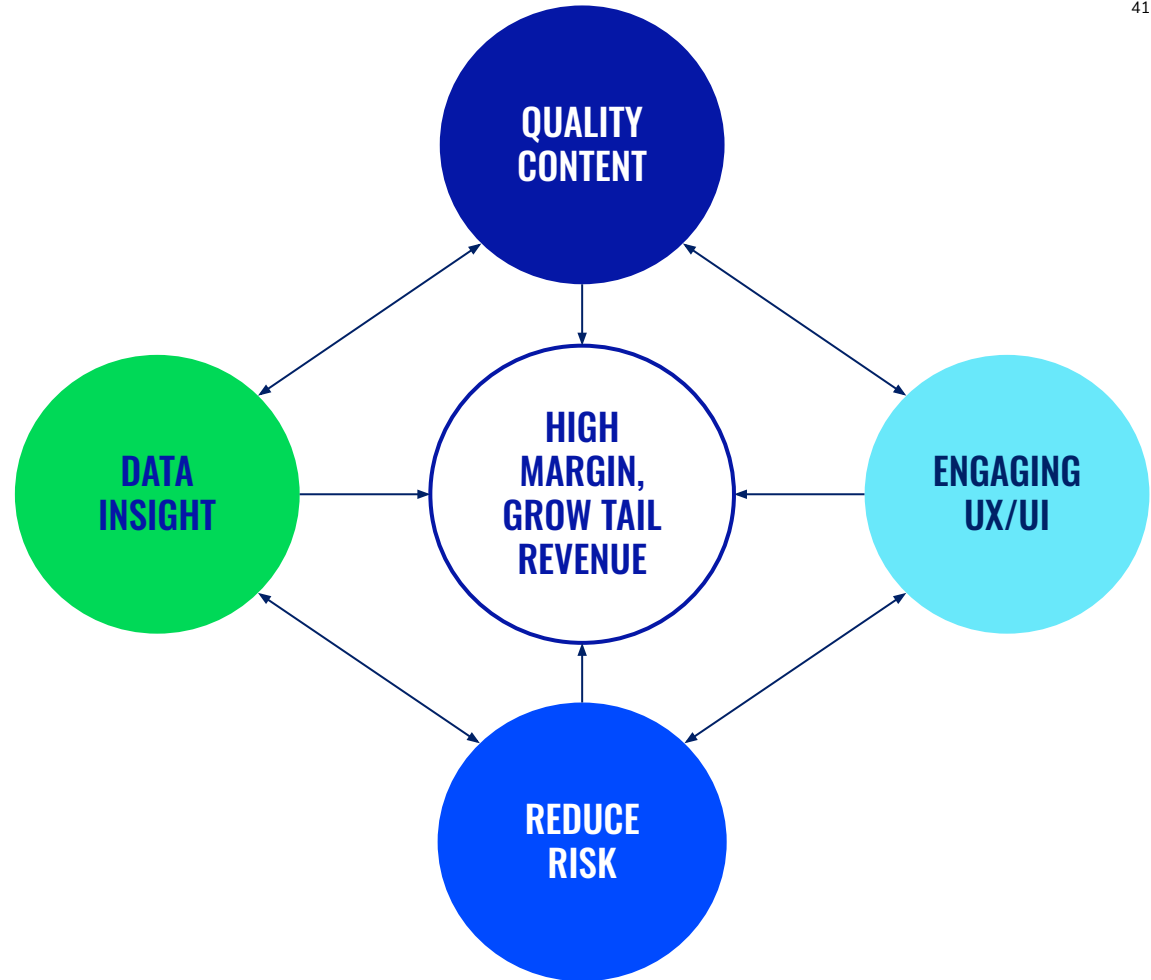 41
QUALITY
CONTENT
DATA
INSIGHT
HIGH
MARGIN,
GROW TAIL
REVENUE
ENGAGING
UX/UI
REDUCE
RISK